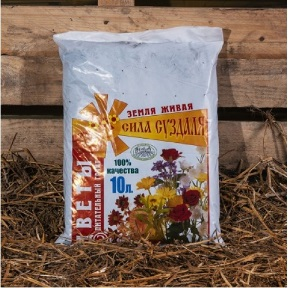 ЗЕМЛЯ ЖИВАЯ
СИЛА СУЗДАЛЯ
100%
качества
10л.
ЦВЕТЫ